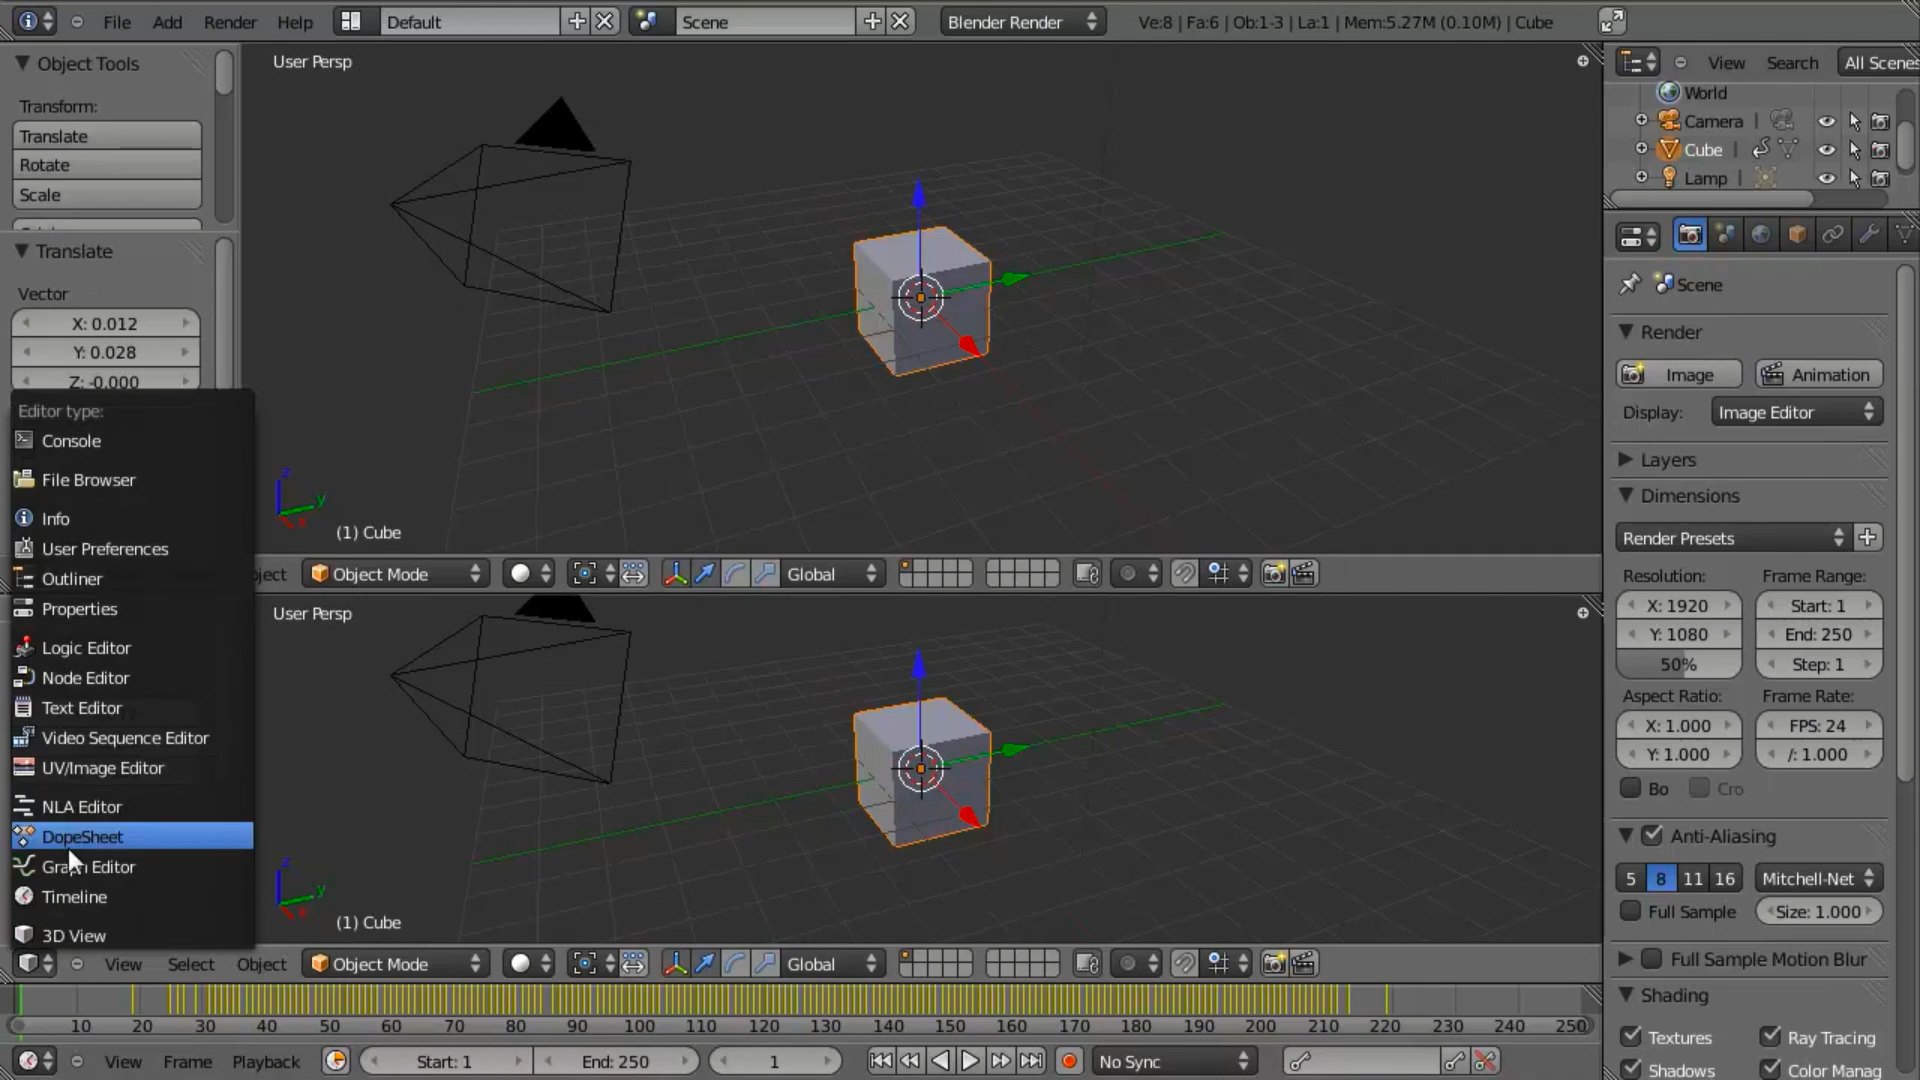 File Add Render Help Default Scene Blender Render Ve:8 | Fa:6 | Ob:1-3 | La:1 | Mem:5.27M (0.10M) | Cube
Object Tools
Transform:
Translate
Rotate
Scale
Translate
Vector
X: 0.012
Y: 0.028
Z: -0.000
Editor type:
Console
File Browser
Info
User Preferences
Outliner
Properties
Logic Editor
Node Editor
Text Editor
Video Sequence Editor
UV/Image Editor
NLA Editor
DopeSheet
Graph Editor
Timeline
3D View
User Persp
z
y
x
(1) Cube
ject Object Mode Global
User Persp
z
y
x
(1) Cube
View Select Object Object Mode Global
10 20 30 40 50 60 70 80 90 100 110 120 130 140 150 160 170 180 190 200 210 220 230 240 250
View Frame Playback Start: 1 End: 250 1 No Sync
View Search All Scenes
World
Camera
Cube
Lamp
Scene
Render
Image Animation
Display: Image Editor
Layers
Dimensions
Render Presets
Resolution: Frame Range:
X: 1920 Start: 1
Y: 1080 End: 250
50% Step: 1
Aspect Ratio: Frame Rate:
X: 1.000 FPS: 24
Y: 1.000 /: 1.000
Bo Cro
Anti-Aliasing
5 8 11 16 Mitchell-Net
Full Sample Size: 1.000
Full Sample Motion Blur
Shading
Textures Ray Tracing
Shadows Color Manag